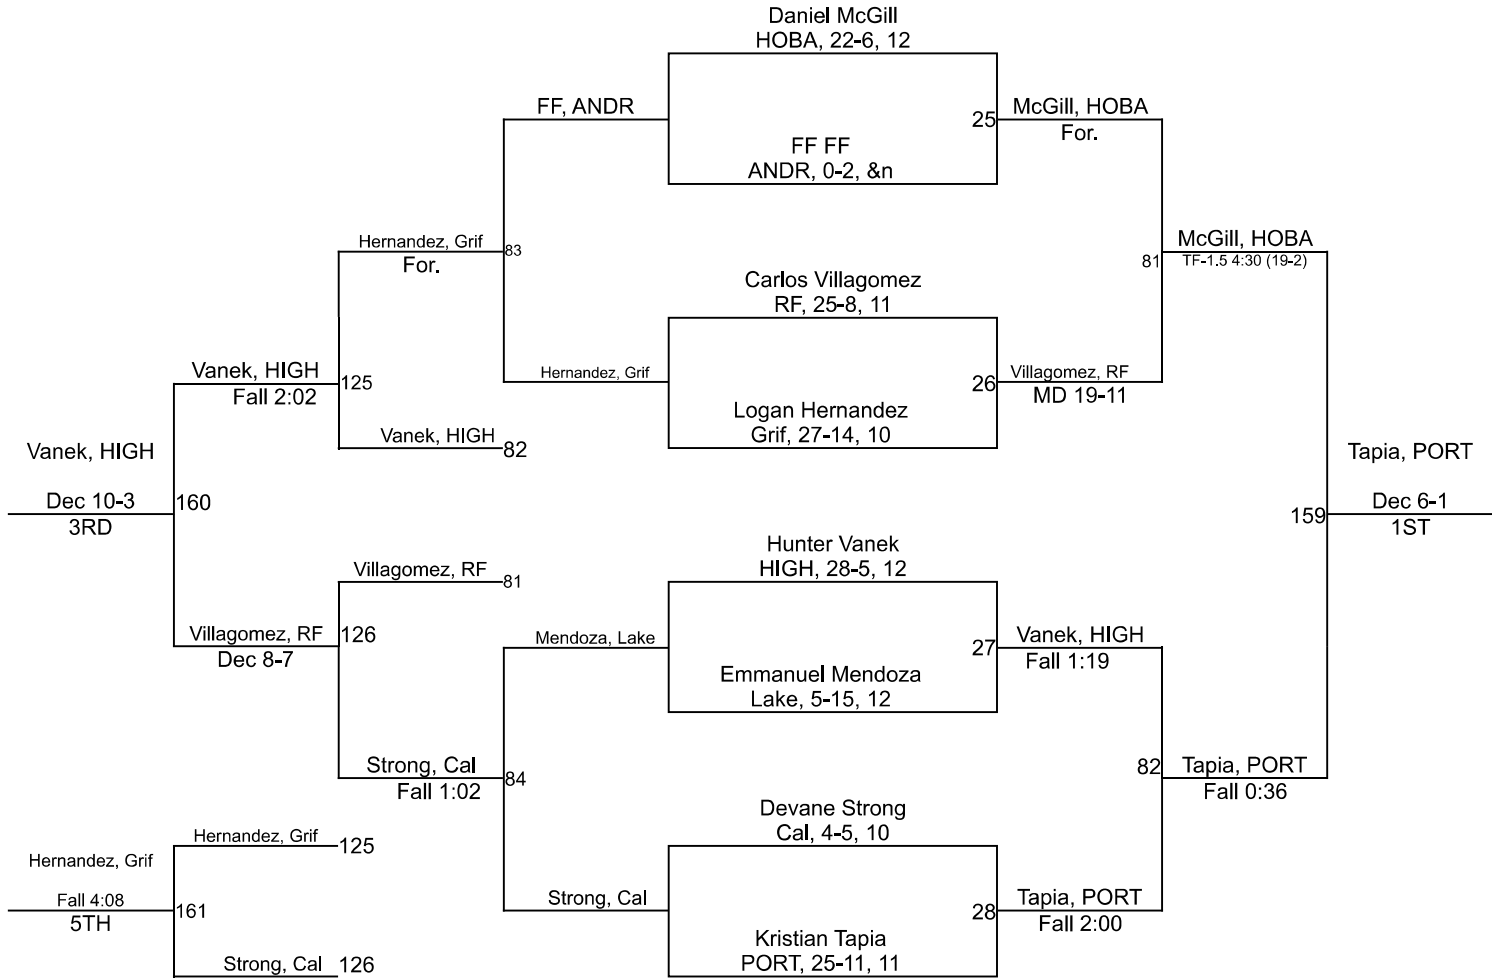 Daniel McGill
HOBA, 22-6, 12
FF, ANDR
25
McGill, HOBA
For.
FF FF
ANDR, 0-2, &n
Hernandez, Grif
83
For.
McGill, HOBA
81
TF-1.5 4:30 (19-2)
Carlos Villagomez
RF, 25-8, 11
Vanek, HIGH
125
Fall 2:02
Hernandez, Grif
26
Villagomez, RF
MD 19-11
Logan Hernandez
Grif, 27-14, 10
Vanek, HIGH
82
Vanek, HIGH
Dec 10-3
160
3RD
Tapia, PORT
159
Dec 6-1
1ST
Hunter Vanek
HIGH, 28-5, 12
Villagomez, RF
81
Villagomez, RF
126
Dec 8-7
Mendoza, Lake
27
Vanek, HIGH
Fall 1:19
Emmanuel Mendoza
Lake, 5-15, 12
Strong, Cal
84
Fall 1:02
82
Tapia, PORT
Fall 0:36
Devane Strong
Cal, 4-5, 10
Hernandez, Grif
125
Hernandez, Grif
Fall 4:08
161
5TH
Strong, Cal
28
Tapia, PORT
Fall 2:00
Kristian Tapia
PORT, 25-11, 11
Strong, Cal
126